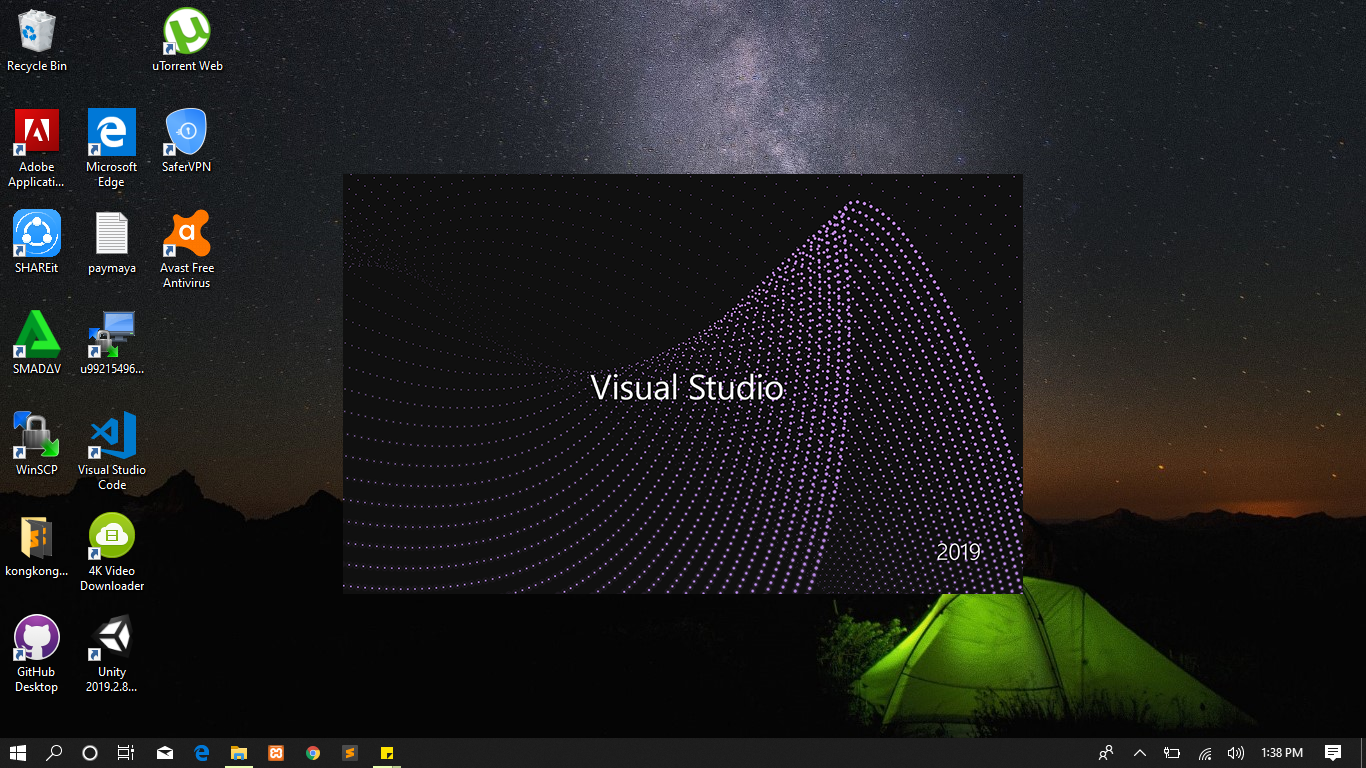 Recycle Bin
uTorrent Web
Adobe
Applicati...
Microsoft
Edge
SaferVPN
SHAREit
paymaya
Avast Free
Antivirus
SMADΔV
u99215496...
WinSCP
Visual Studio
Code
kongkong...
4K Video
Downloader
GitHub
Desktop
Unity
2019.2.8...
Visual Studio
2019
1:38 PM